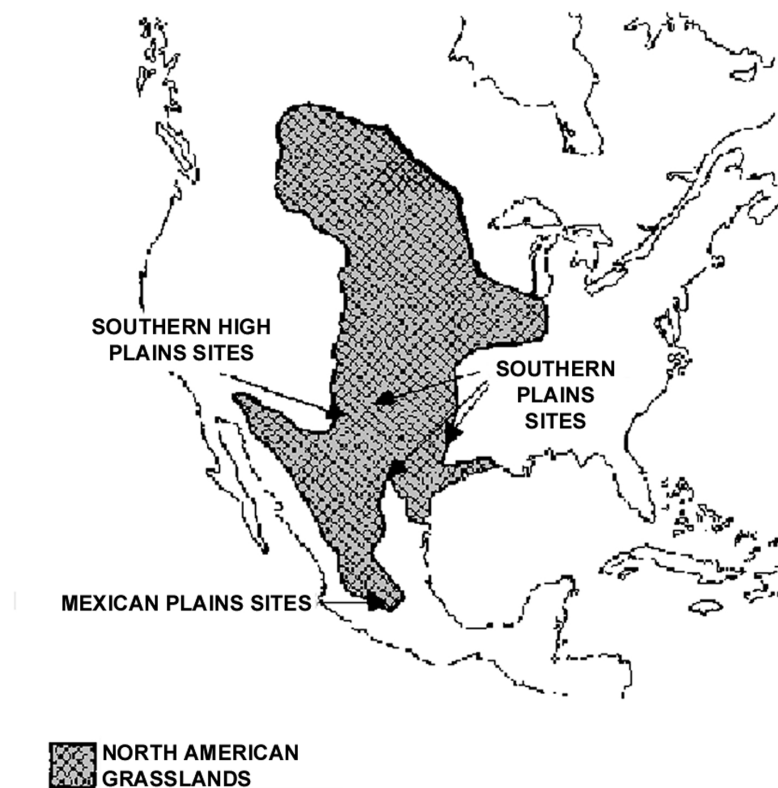 SOUTHERN HIGH
PLAINS SITES
SOUTHERN
PLAINS
SITES
MEXICAN PLAINS SITES
NORTH AMERICAN
GRASSLANDS